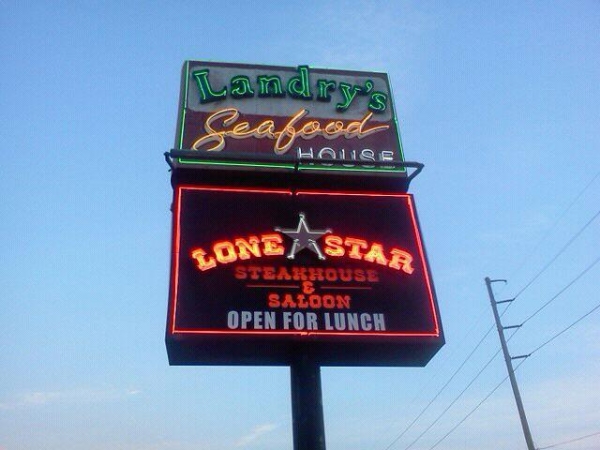 Landry's
Seafood
HOUSE
LONE STAR
STEAKHOUSE
&
SALOON
OPEN FOR LUNCH